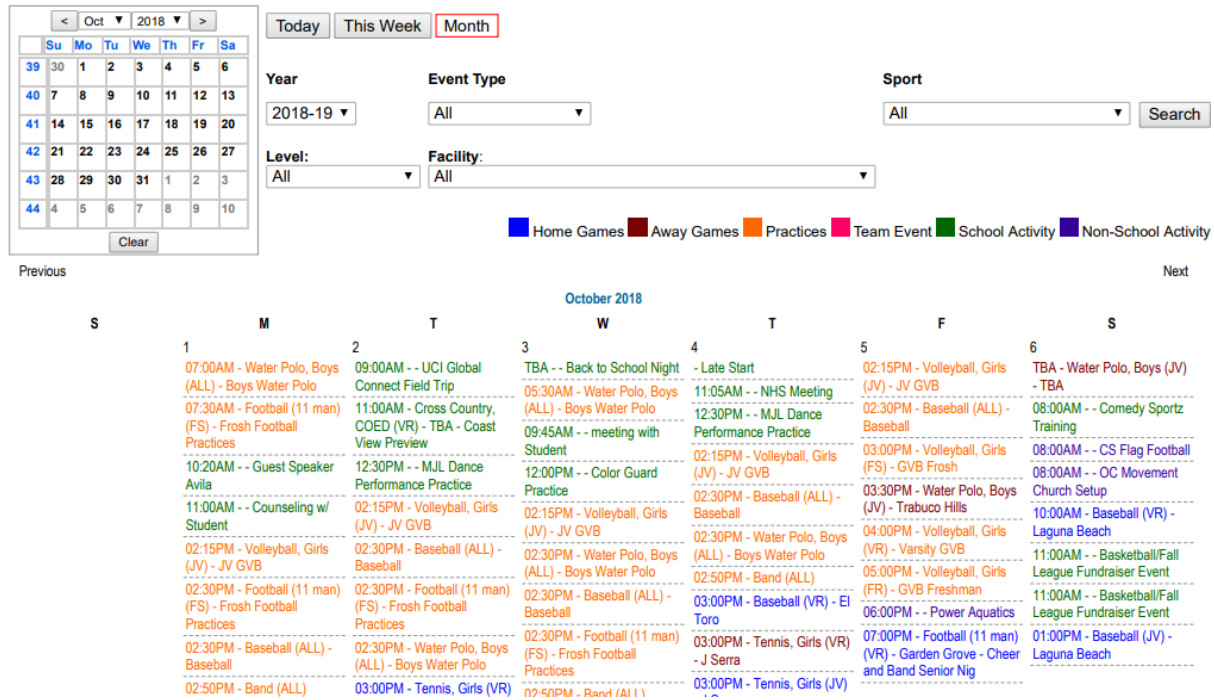 < Oct ▼ 2018 ▼ >
Su Mo Tu We Th Fr Sa
39 30 1 2 3 4 5 6
40 7 8 9 10 11 12 13
41 14 15 16 17 18 19 20
42 21 22 23 24 25 26 27
43 28 29 30 31 1 2 3
44 4 5 6 7 8 9 10
Clear
Today This Week Month
Year Event Type Sport
2018-19 ▼ All ▼ All ▼ Search
Level: Facility:
All ▼ All ▼
Home Games Away Games Practices Team Event School Activity Non-School Activity
Previous Next
October 2018
S M T W T F S
1
07:00AM - Water Polo, Boys
(ALL) - Boys Water Polo
07:30AM - Football (11 man)
(FS) - Frosh Football
Practices
10:20AM - - Guest Speaker
Avila
11:00AM - - Counseling w/
Student
02:15PM - Volleyball, Girls
(JV) - JV GVB
02:30PM - Football (11 man)
(FS) - Frosh Football
Practices
02:30PM - Baseball (ALL) -
Baseball
02:50PM - Band (ALL)
2
09:00AM - - UCI Global
Connect Field Trip
11:00AM - Cross Country,
COED (VR) - TBA - Coast
View Preview
12:30PM - - MJL Dance
Performance Practice
02:15PM - Volleyball, Girls
(JV) - JV GVB
02:30PM - Baseball (ALL) -
Baseball
02:30PM - Football (11 man)
(FS) - Frosh Football
Practices
02:30PM - Water Polo, Boys
(ALL) - Boys Water Polo
03:00PM - Tennis, Girls (VR)
3
TBA - - Back to School Night
05:30AM - Water Polo, Boys
(ALL) - Boys Water Polo
09:45AM - - meeting with
Student
12:00PM - - Color Guard
Practice
02:15PM - Volleyball, Girls
(JV) - JV GVB
02:30PM - Water Polo, Boys
(ALL) - Boys Water Polo
02:30PM - Baseball (ALL) -
Baseball
02:30PM - Football (11 man)
(FS) - Frosh Football
Practices
02:50PM - Band (ALL)
4
- Late Start
11:05AM - - NHS Meeting
12:30PM - - MJL Dance
Performance Practice
02:15PM - Volleyball, Girls
(JV) - JV GVB
02:30PM - Baseball (ALL) -
Baseball
02:30PM - Water Polo, Boys
(ALL) - Boys Water Polo
02:50PM - Band (ALL)
03:00PM - Baseball (VR) - El
Toro
03:00PM - Tennis, Girls (VR)
- J Serra
03:00PM - Tennis, Girls (JV)
5
02:15PM - Volleyball, Girls
(JV) - JV GVB
02:30PM - Baseball (ALL) -
Baseball
03:00PM - Volleyball, Girls
(FS) - GVB Frosh
03:30PM - Water Polo, Boys
(JV) - Trabuco Hills
04:00PM - Volleyball, Girls
(VR) - Varsity GVB
05:00PM - Volleyball, Girls
(FR) - GVB Freshman
06:00PM - - Power Aquatics
07:00PM - Football (11 man)
(VR) - Garden Grove - Cheer
and Band Senior Nig
6
TBA - Water Polo, Boys (JV)
- TBA
08:00AM - - Comedy Sportz
Training
08:00AM - - CS Flag Football
08:00AM - - OC Movement
Church Setup
10:00AM - Baseball (VR) -
Laguna Beach
11:00AM - - Basketball/Fall
League Fundraiser Event
11:00AM - - Basketball/Fall
League Fundraiser Event
01:00PM - Baseball (JV) -
Laguna Beach